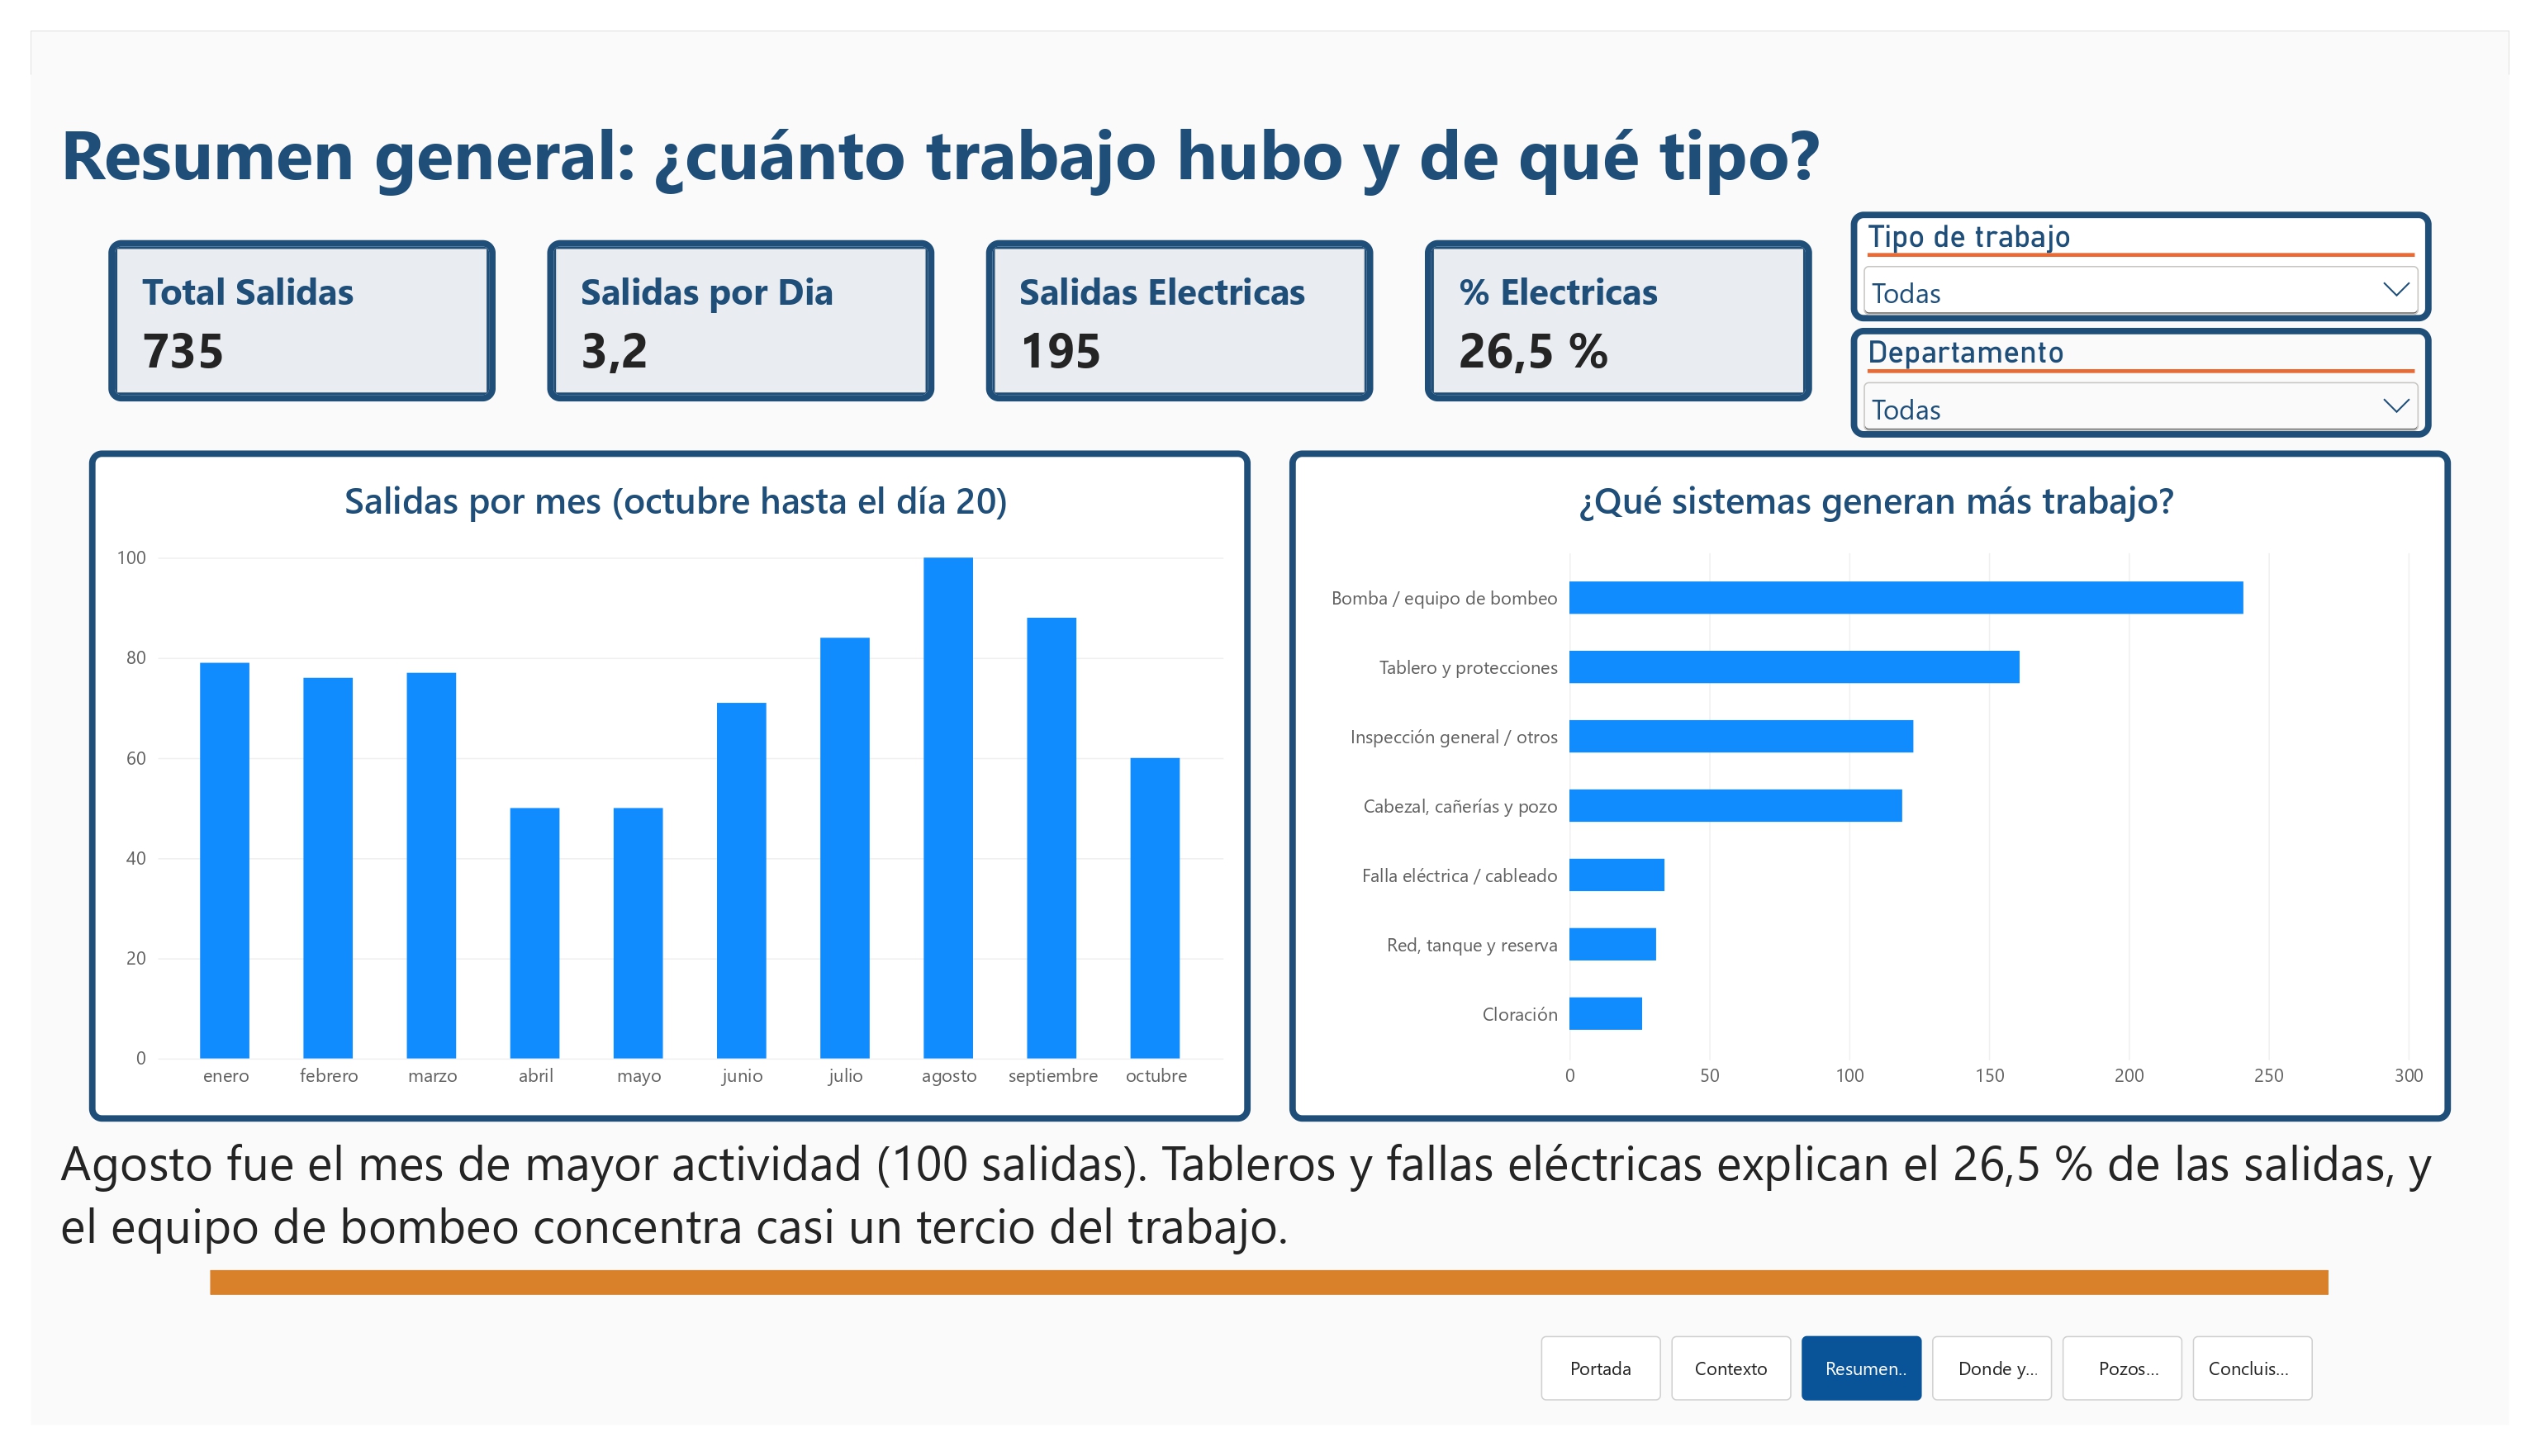 Resumen general: ¿cuánto trabajo hubo y de qué tipo?
Total Salidas
735
Salidas por Dia
3,2
Salidas Electricas
195
% Electricas
26,5 %
Tipo de trabajo
Todas
Departamento
Todas
Salidas por mes (octubre hasta el día 20)
100
80
60
40
20
0
enero febrero marzo abril mayo junio julio agosto septiembre octubre
¿Qué sistemas generan más trabajo?
Bomba / equipo de bombeo
Tablero y protecciones
Inspección general / otros
Cabezal, cañerías y pozo
Falla eléctrica / cableado
Red, tanque y reserva
Cloración
0 50 100 150 200 250 300
Agosto fue el mes de mayor actividad (100 salidas). Tableros y fallas eléctricas explican el 26,5 % de las salidas, y
el equipo de bombeo concentra casi un tercio del trabajo.
Portada Contexto Resumen.. Donde y... Pozos... Concluis...